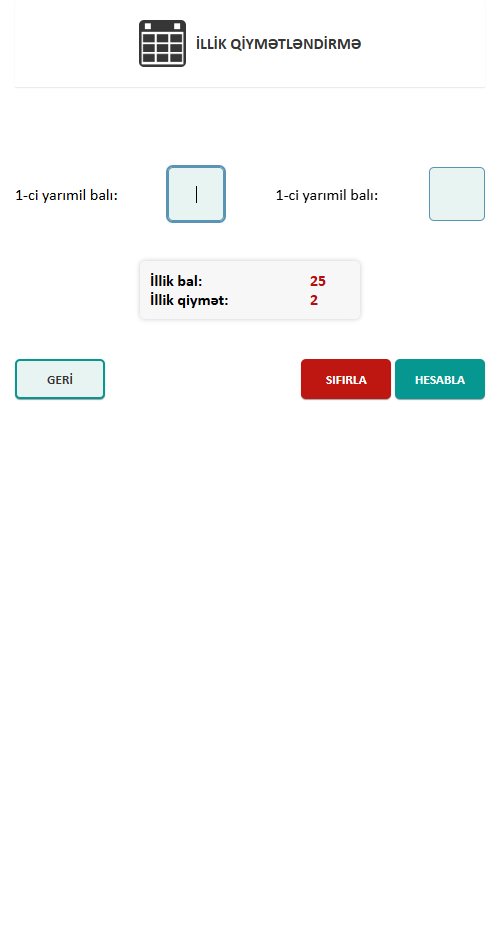 İLLİK QİYMƏTLƏNDİRMƏ
1-ci yarımil balı: 1-ci yarımil balı:
İllik bal: 25
İllik qiymət: 2
GERİ SIFIRLA HESABLA